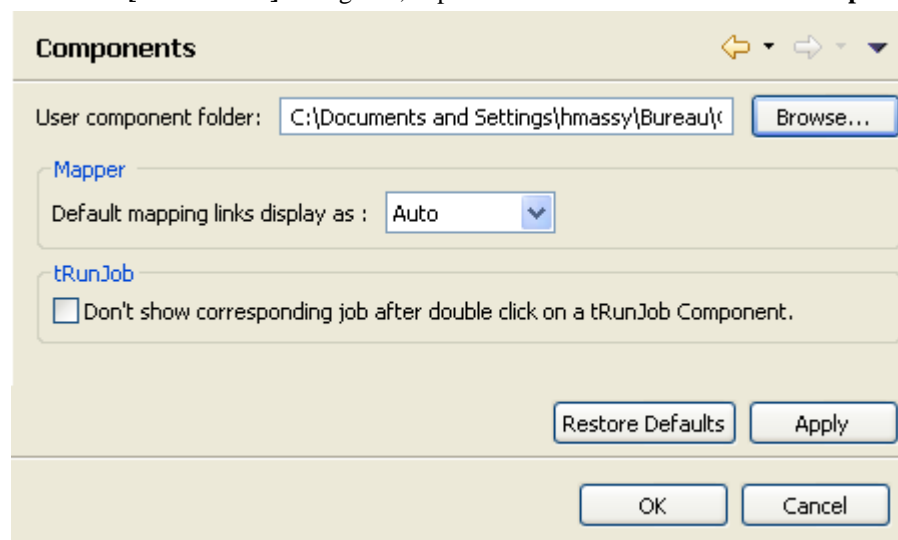 Components
User component folder: C:\Documents and Settings\hmassy\Bureau\ Browse...
Mapper
Default mapping links display as : Auto
tRunJob
Don't show corresponding job after double click on a tRunJob Component.
Restore Defaults Apply
OK Cancel